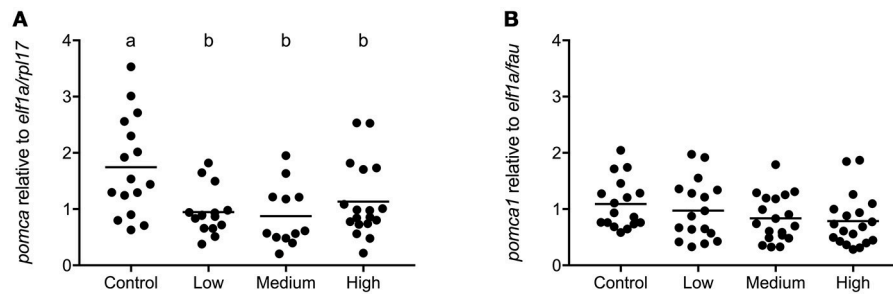 A
pomca relative to elf1a/rpl17
4
3
2
1
0
a
b
b
b
Control
Low
Medium
High
B
pomca1 relative to elf1a/fau
4
3
2
1
0
Control
Low
Medium
High